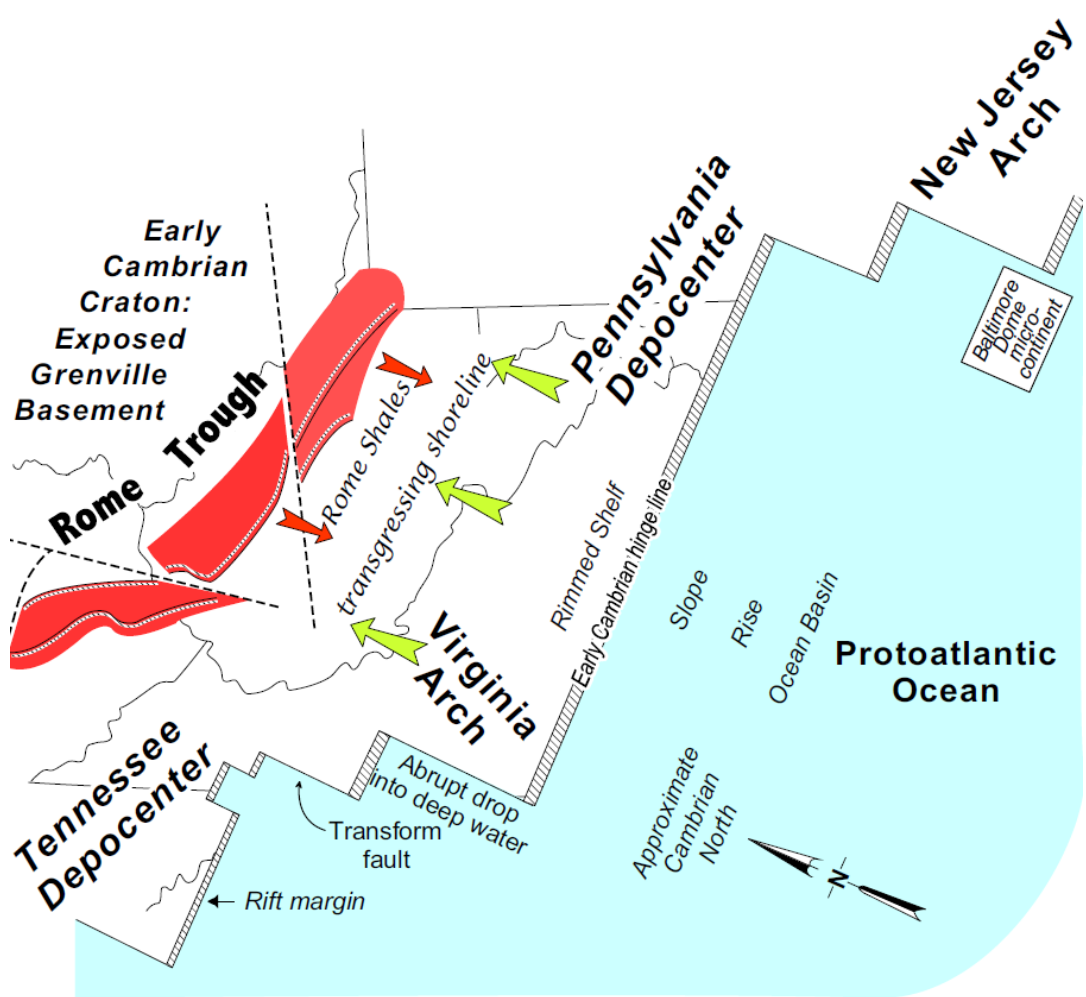 New Jersey
Arch
Pennsylvania
Depocenter
Early
Cambrian
Craton:
Exposed
Grenville
Basement
Baltimore
Dome
micro-
continent
Rome Trough
Rome Shales
transgressing shoreline
Rimmed Shelf
Early Cambrian hinge line
Slope
Rise
Ocean Basin
Protoatlantic
Ocean
Virginia
Arch
Tennessee
Depocenter
Abrupt drop
into deep water
Transform
fault
Rift margin
Approximate
Cambrian
North
N